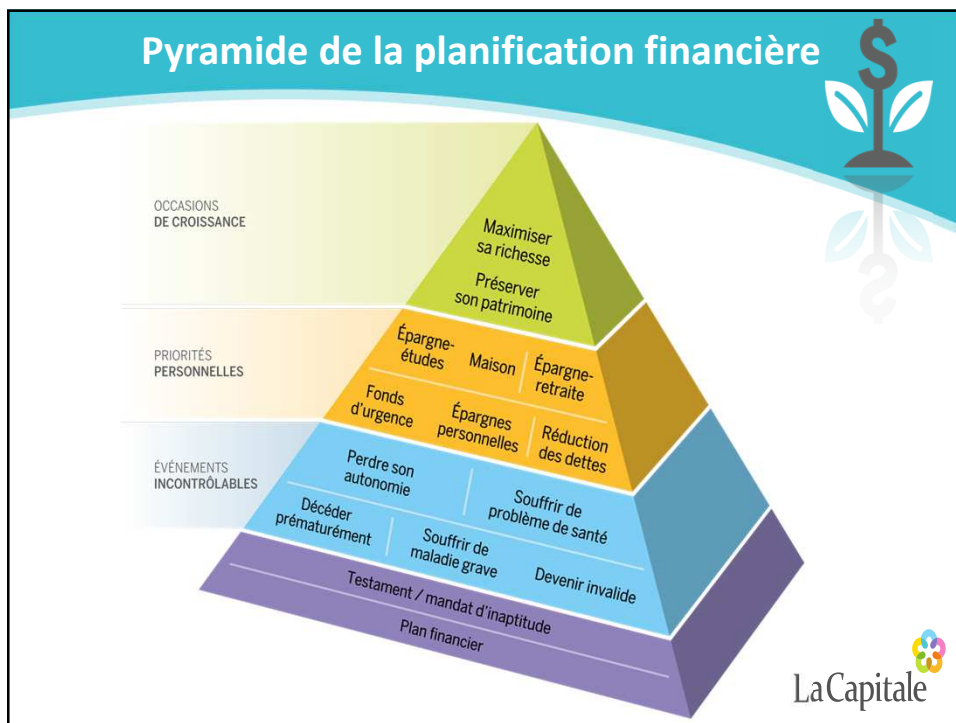 Pyramide de la planification financière
OCCASIONS
DE CROISSANCE
Maximiser
sa richesse
Préserver
son patrimoine
PRIORITÉS
PERSONNELLES
Épargne-
études
Maison
Épargne-
retraite
Fonds
d'urgence
Épargnes
personnelles
Réduction
des dettes
ÉVÉNEMENTS
INCONTRÔLABLES
Perdre son
autonomie
Souffrir de
problème de santé
Décéder
prématurément
Souffrir de
maladie grave
Devenir invalide
Testament / mandat d'inaptitude
Plan financier
La Capitale